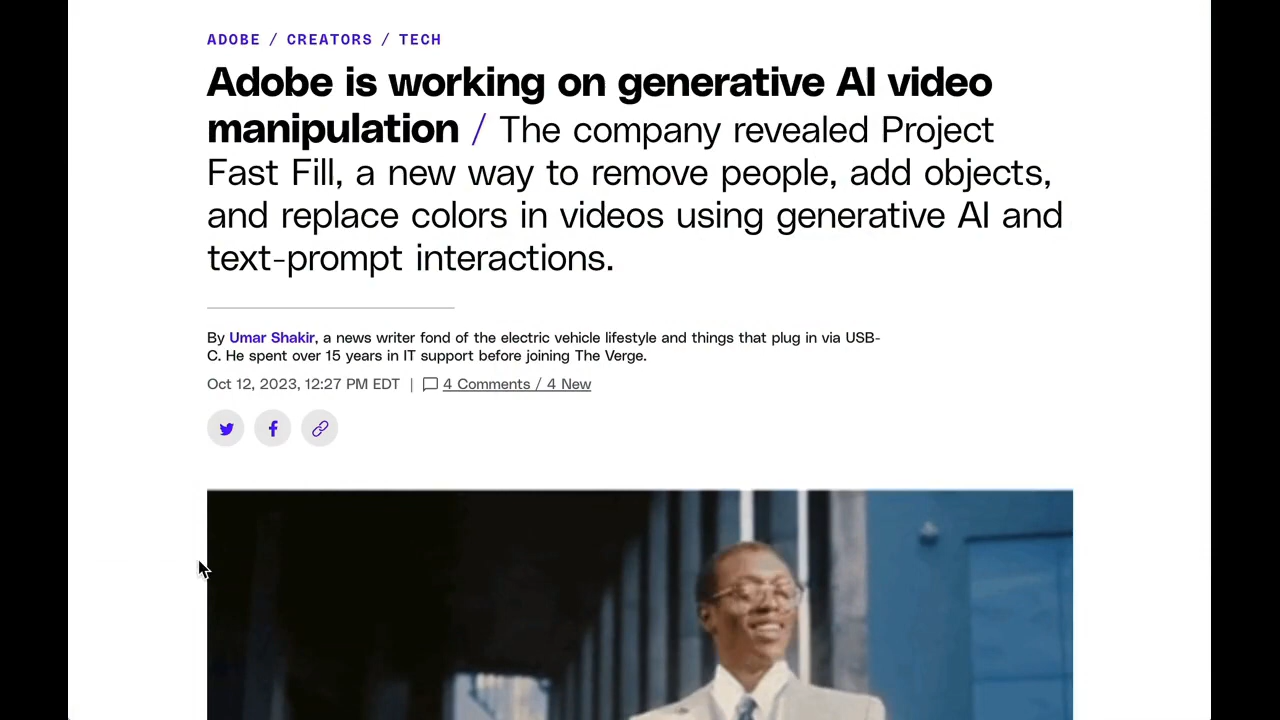 ADOBE / CREATORS / TECH
Adobe is working on generative AI video
manipulation / The company revealed Project
Fast Fill, a new way to remove people, add objects,
and replace colors in videos using generative AI and
text-prompt interactions.
By Umar Shakir, a news writer fond of the electric vehicle lifestyle and things that plug in via USB-
C. He spent over 15 years in IT support before joining The Verge.
Oct 12, 2023, 12:27 PM EDT | 4 Comments / 4 New